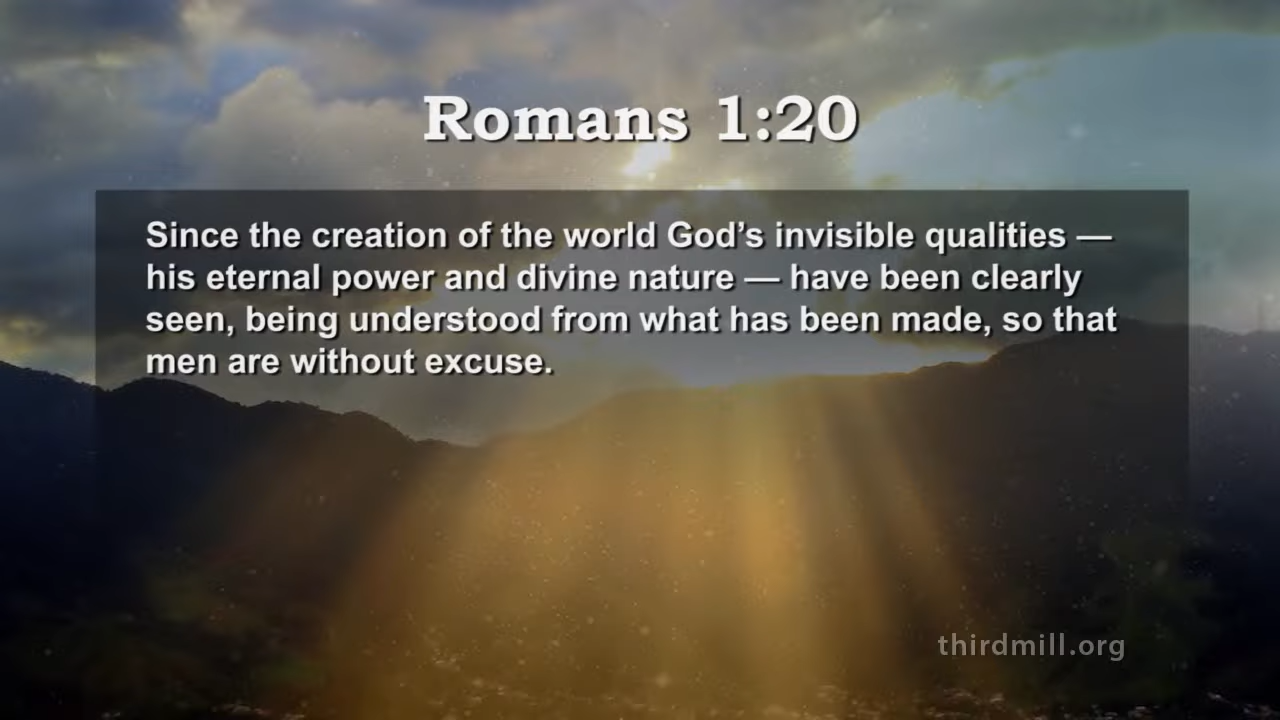 Romans 1:20
Since the creation of the world God’s invisible qualities —
his eternal power and divine nature — have been clearly
seen, being understood from what has been made, so that
men are without excuse.
thirdmill.org